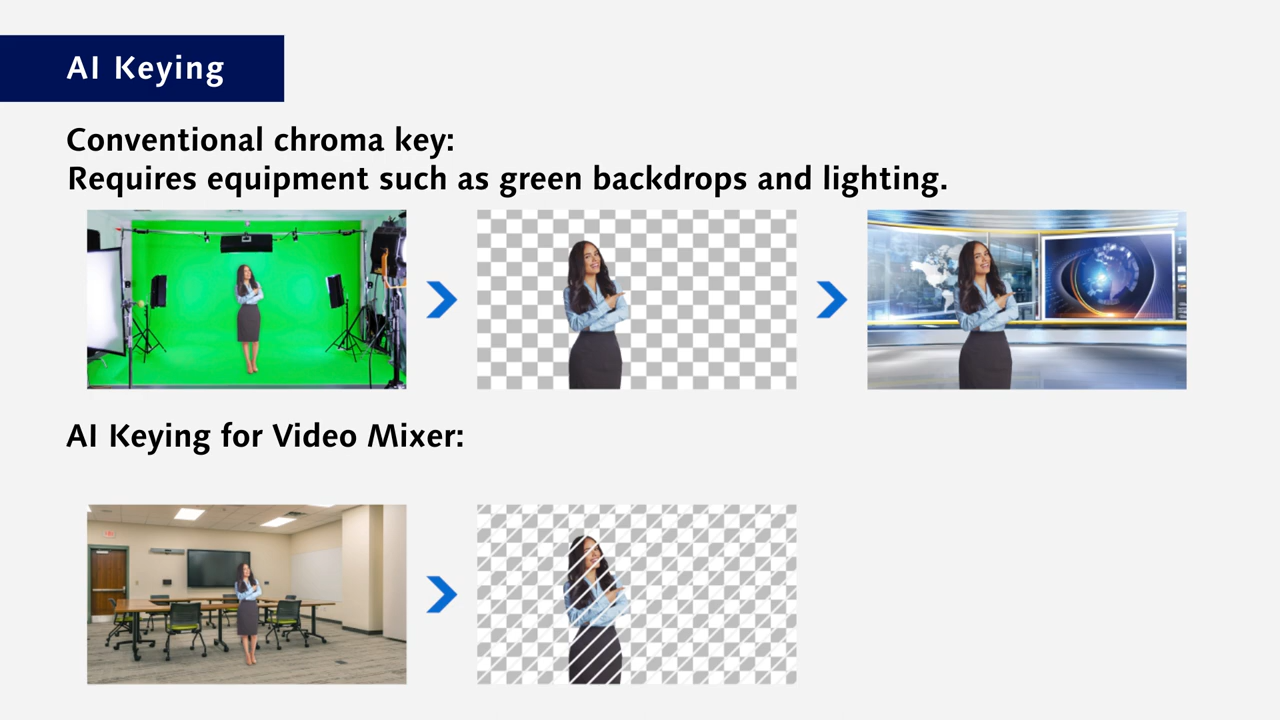 AI Keying
Conventional chroma key:
Requires equipment such as green backdrops and lighting.
AI Keying for Video Mixer: